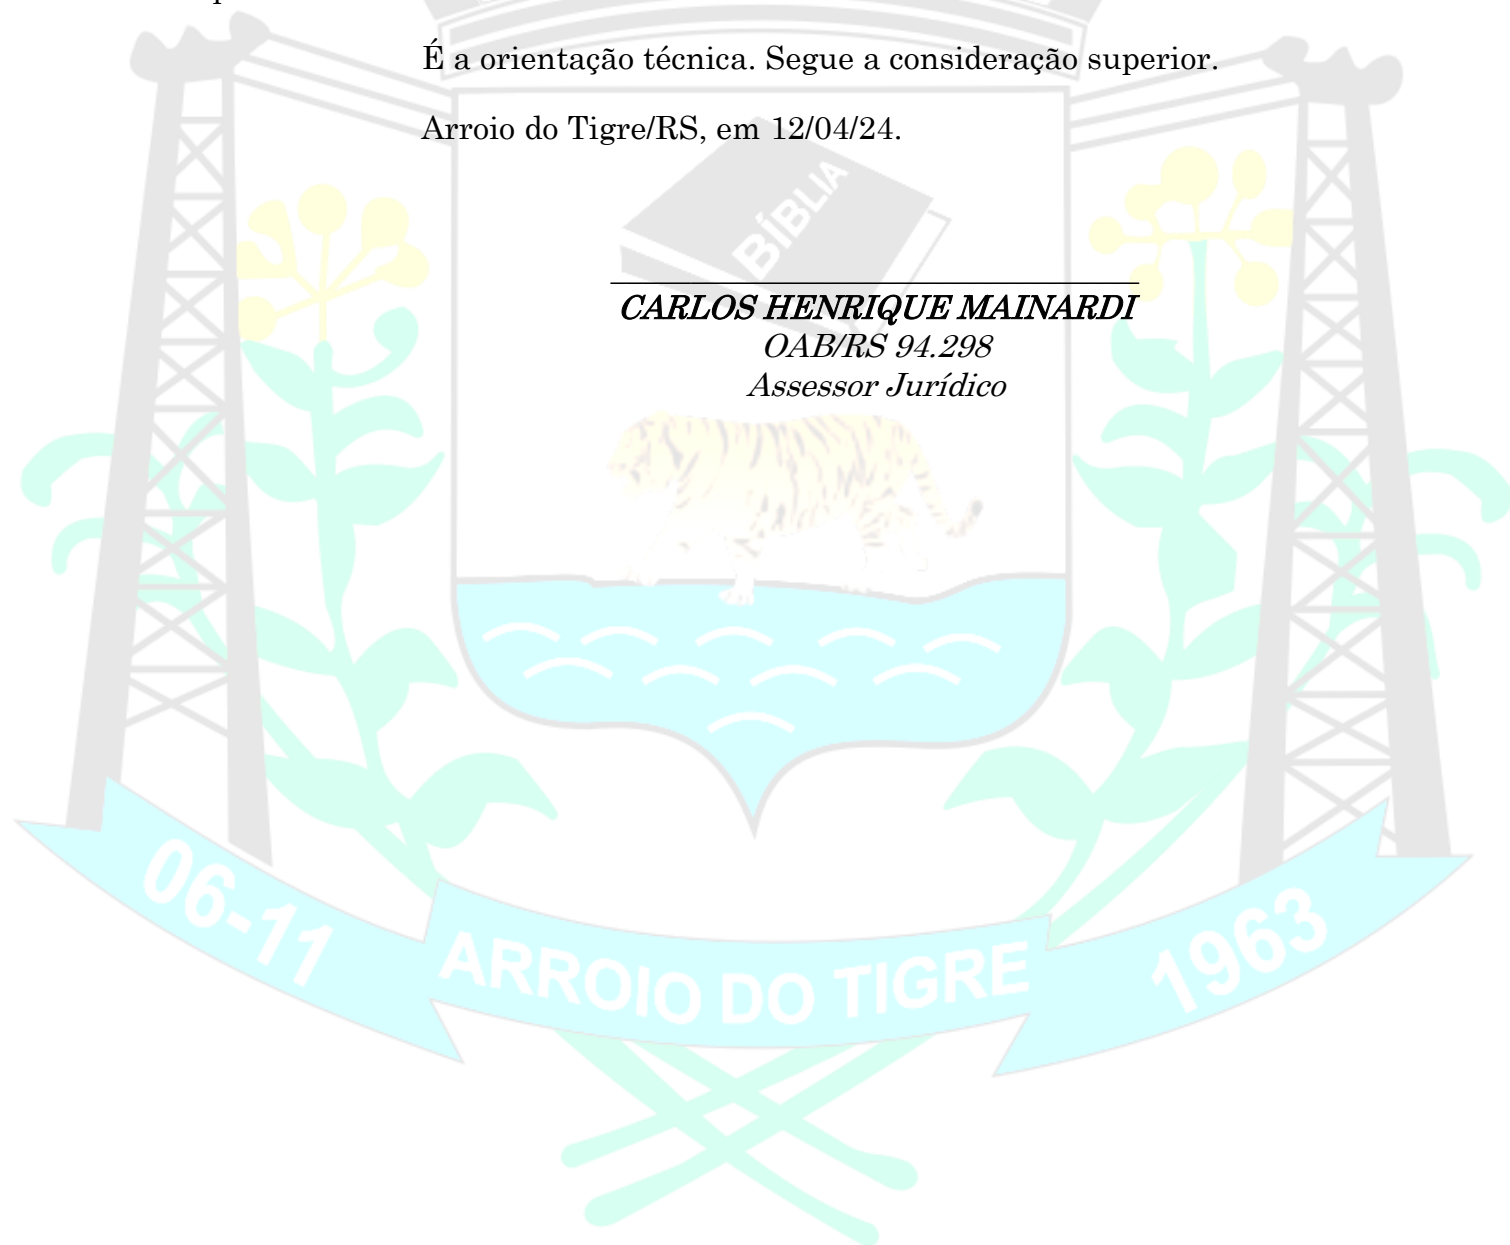 É a orientação técnica. Segue a consideração superior.
Arroio do Tigre/RS, em 12/04/24.
BÍBLIA
CARLOS HENRIQUE MAINARDI
OAB/RS 94.298
Assessor Jurídico
06-11
ARROIO DO TIGRE
1963